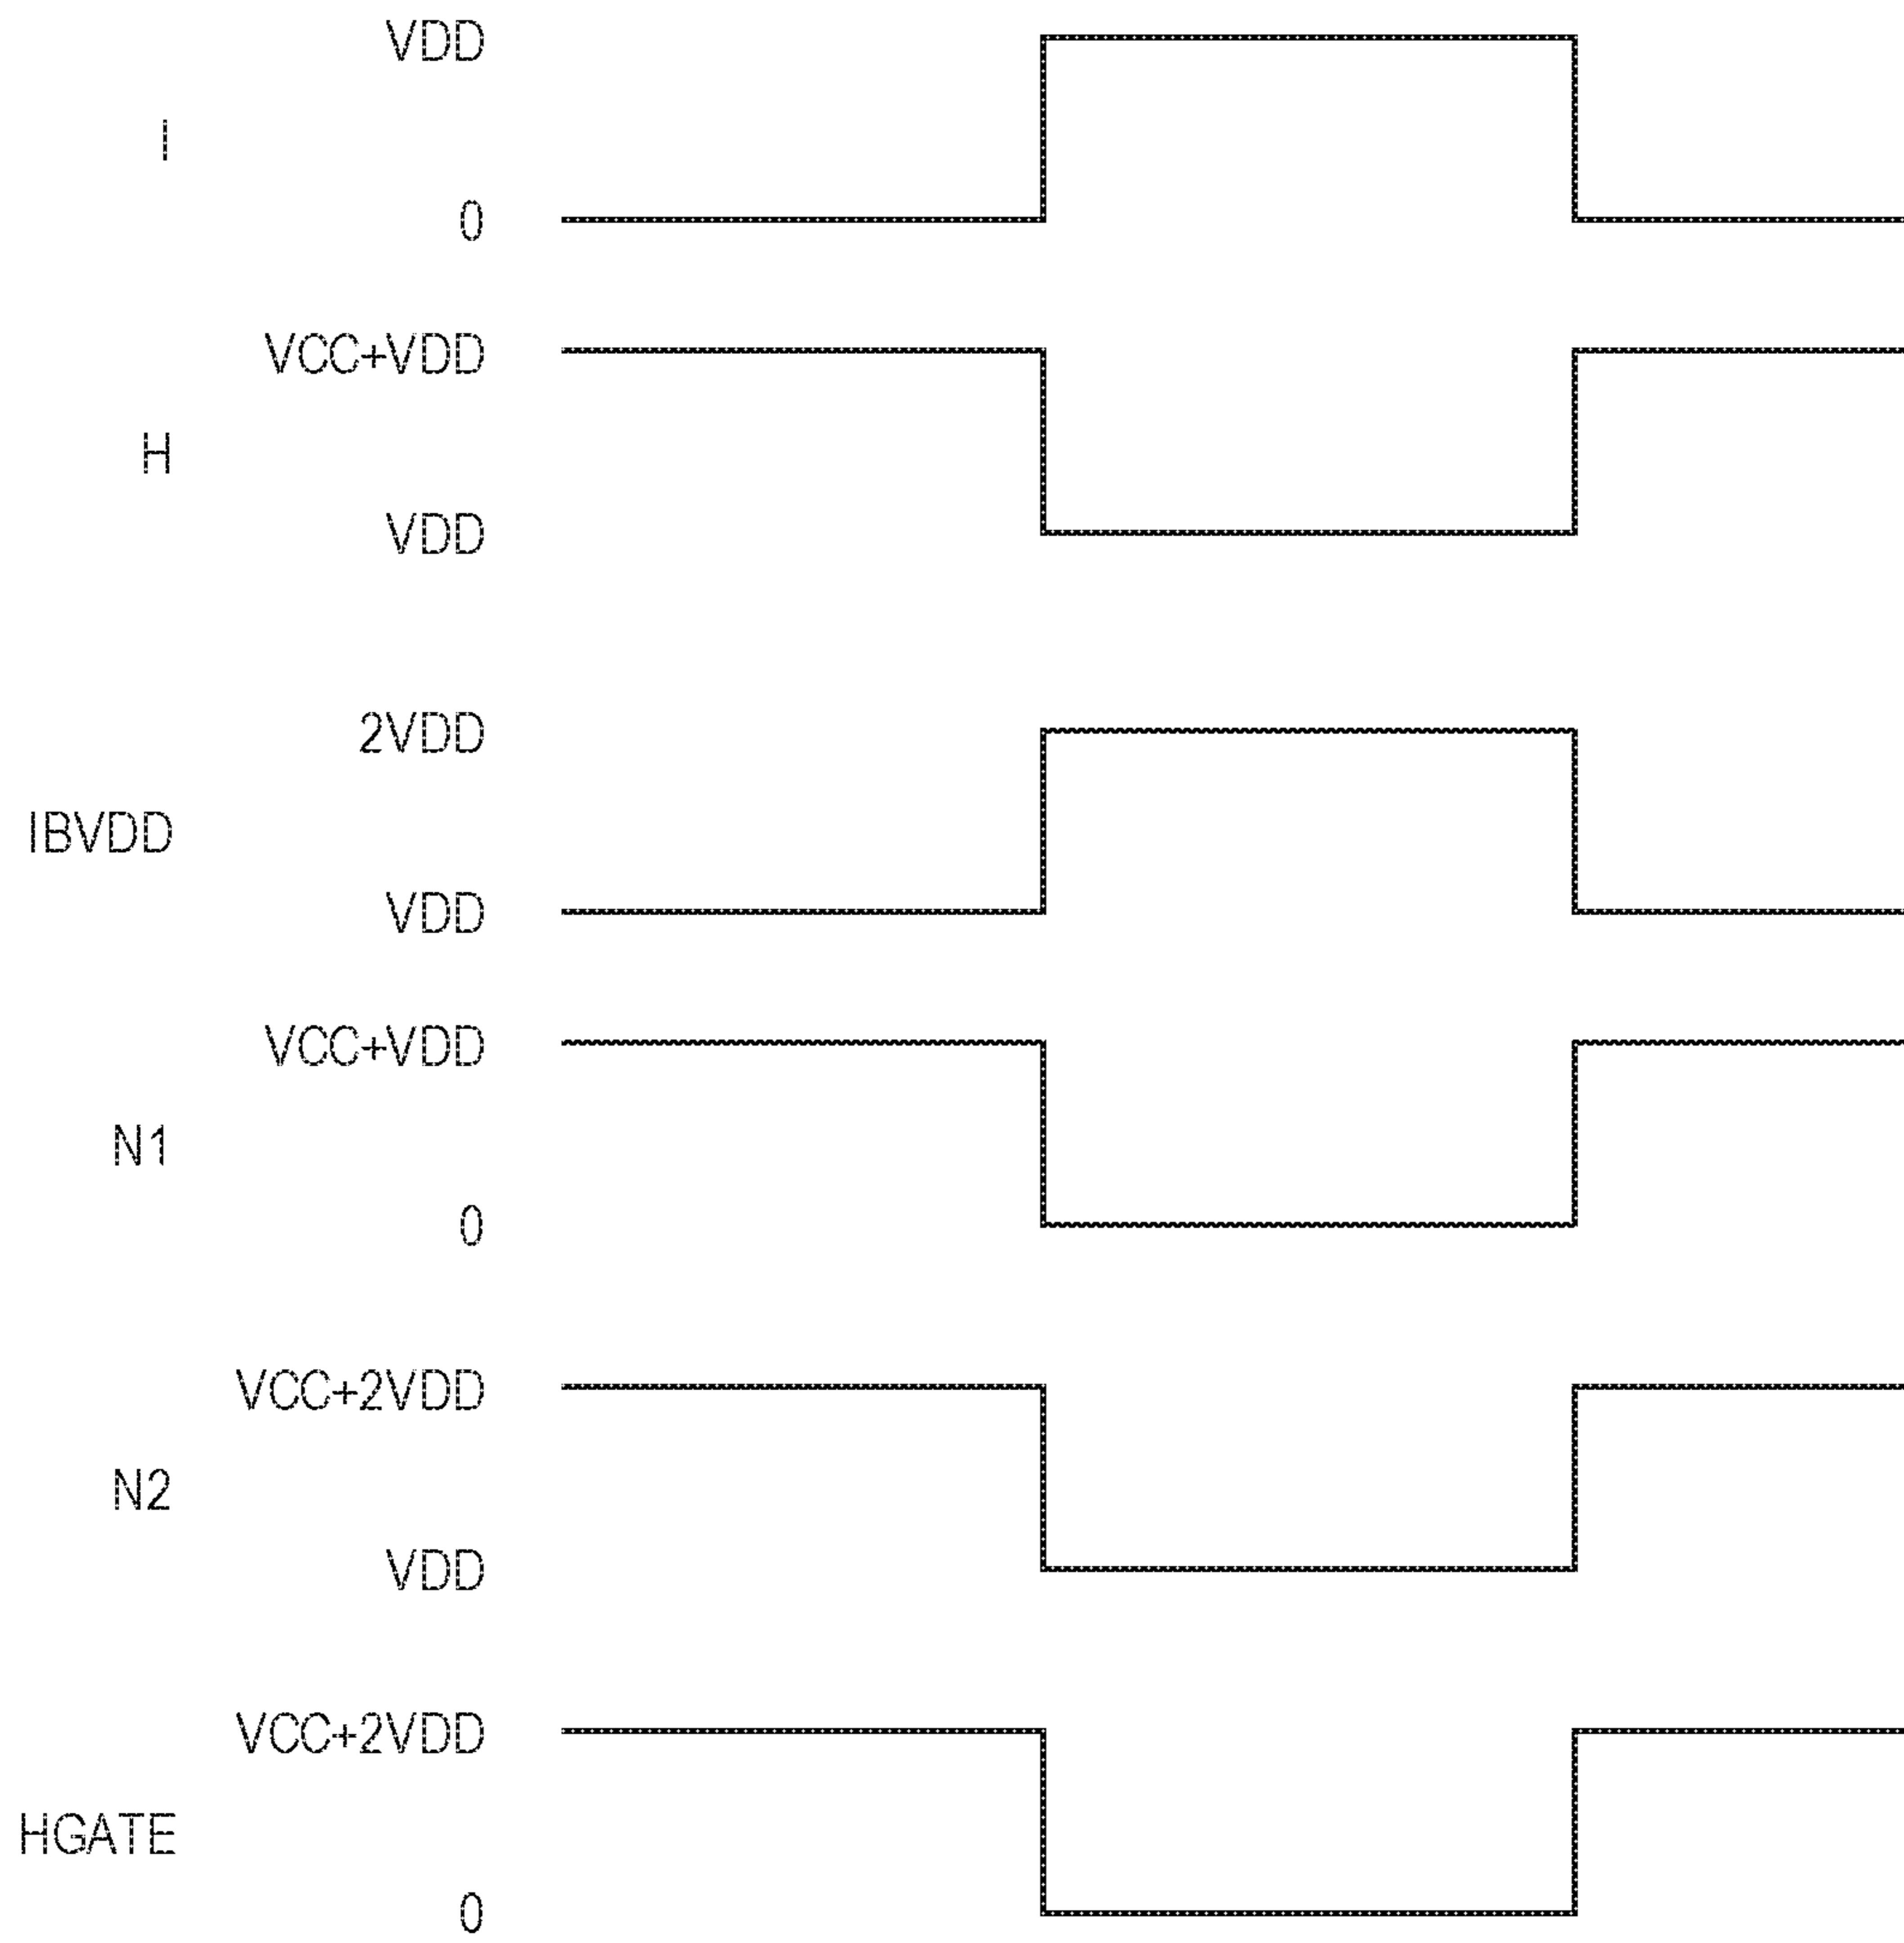 VDD
I
0
VCC+VDD
H
VDD
2VDD
IBVDD
VDD
VCC+VDD
N1
0
VCC+2VDD
N2
VDD
VCC+2VDD
HGATE
0